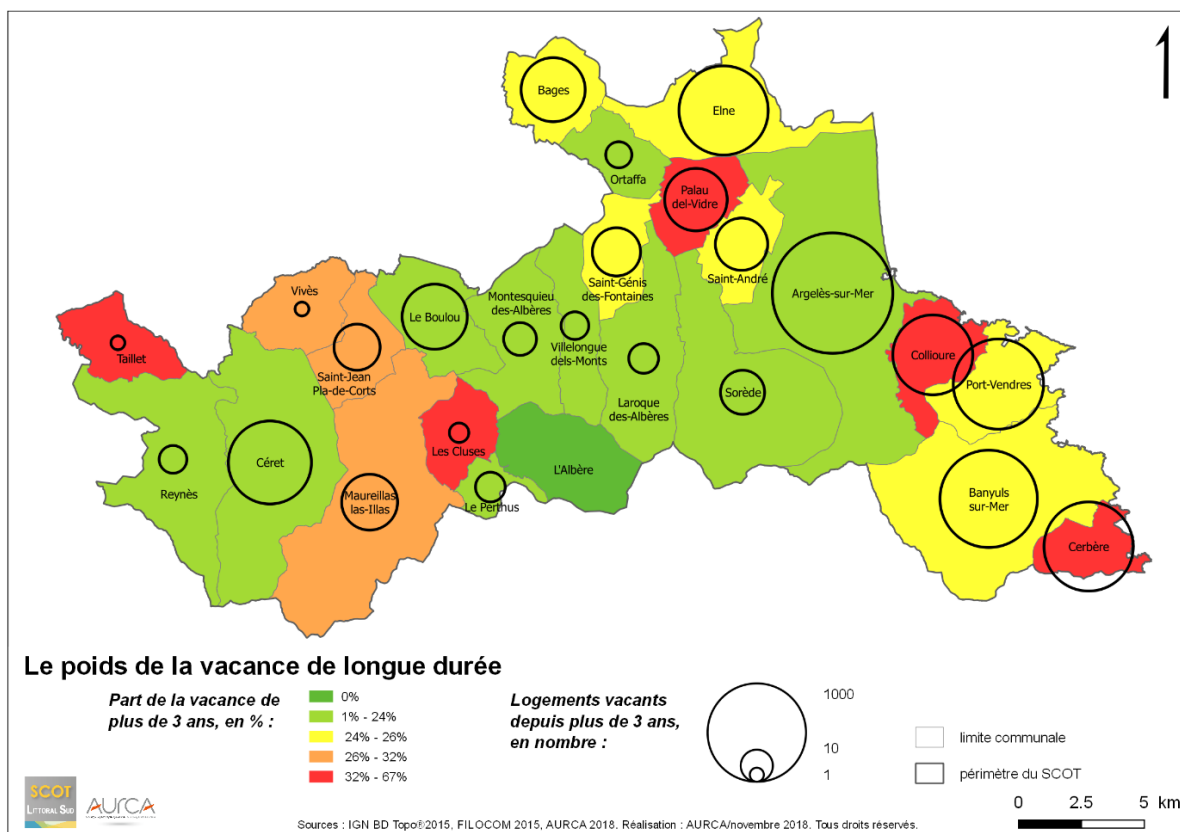 Bages
Elne
Ortaffa
Palau
del-Vidre
Saint-André
Saint-Génis
des-Fontaines
Argelès-sur-Mer
Vivès
Le Boulou
Montesquieu
des-Albères
Villelongue
dels-Monts
Taillet
Saint-Jean
Pla-de-Corts
Collioure
Port-Vendres
Laroque
des-Albères
Sorède
Les Cluses
L'Albère
Céret
Reynès
Maureillas
las-Illas
Le Perthus
Banyuls
sur-Mer
Cerbère
Le poids de la vacance de longue durée
Part de la vacance de
plus de 3 ans, en % :
0%
1% - 24%
24% - 26%
26% - 32%
32% - 67%
Logements vacants
depuis plus de 3 ans,
en nombre :
1000
10
1
limite communale
périmètre du SCOT
0 2.5 5 km
SCOT
LITTORAL SUD
AURCA
Sources : IGN BD Topo®2015, FILOCOM 2015, AURCA 2018. Réalisation : AURCA/novembre 2018. Tous droits réservés.